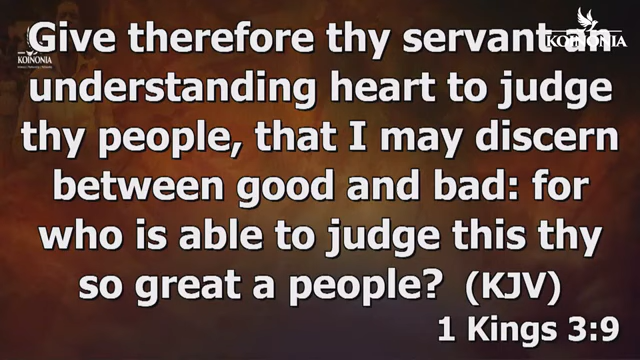 Give therefore thy servant an
understanding heart to judge
thy people, that I may discern
between good and bad: for
who is able to judge this thy
so great a people? (KJV)
1 Kings 3:9
KOINONIA
KOINONIA